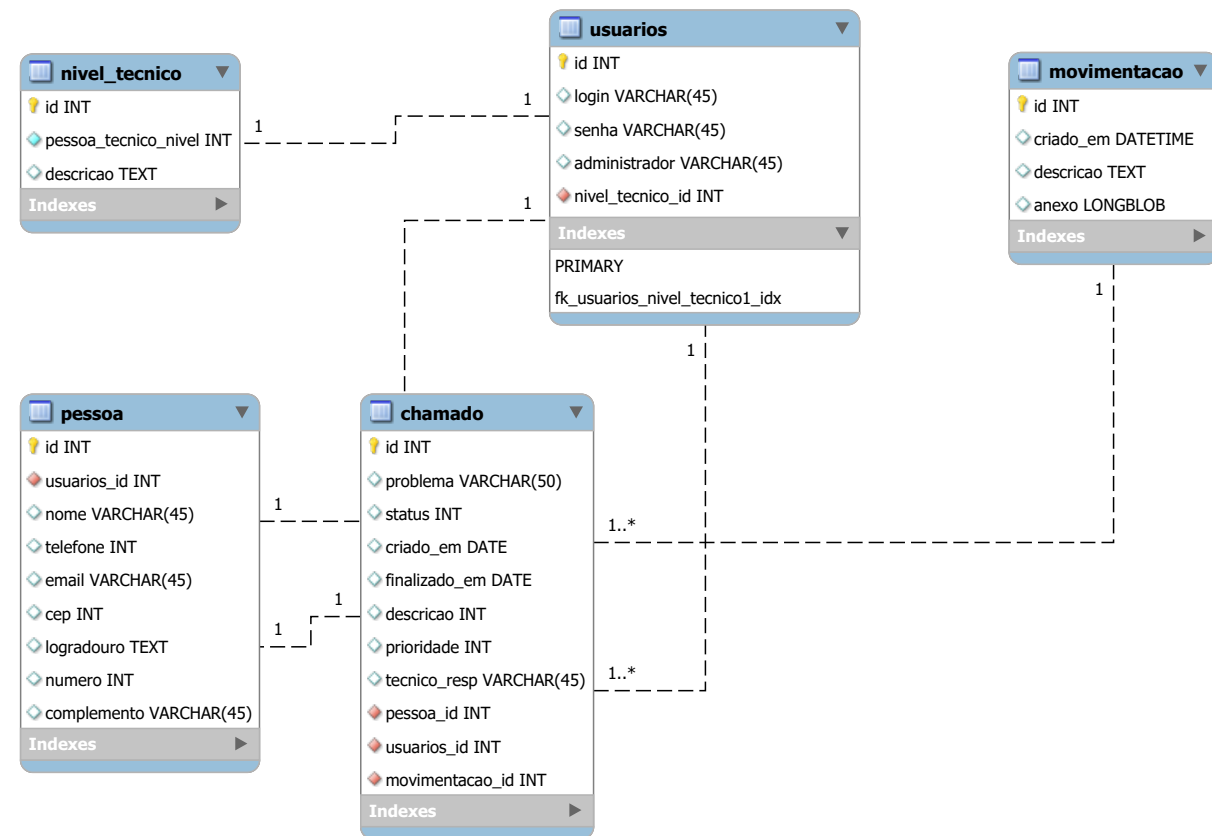 nivel_tecnico
id INT
pessoa_tecnico_nivel INT
descricao TEXT
Indexes
1
1
usuarios
id INT
login VARCHAR(45)
senha VARCHAR(45)
administrador VARCHAR(45)
nivel_tecnico_id INT
Indexes
PRIMARY
fk_usuarios_nivel_tecnico1_idx
1
1
movimentacao
id INT
criado_em DATETIME
descricao TEXT
anexo LONGBLOB
Indexes
1
pessoa
id INT
usuarios_id INT
nome VARCHAR(45)
telefone INT
email VARCHAR(45)
cep INT
logradouro TEXT
numero INT
complemento VARCHAR(45)
Indexes
1
1
1
chamado
id INT
problema VARCHAR(50)
status INT
criado_em DATE
finalizado_em DATE
descricao INT
prioridade INT
tecnico_resp VARCHAR(45)
pessoa_id INT
usuarios_id INT
movimentacao_id INT
Indexes
1..*
1..*